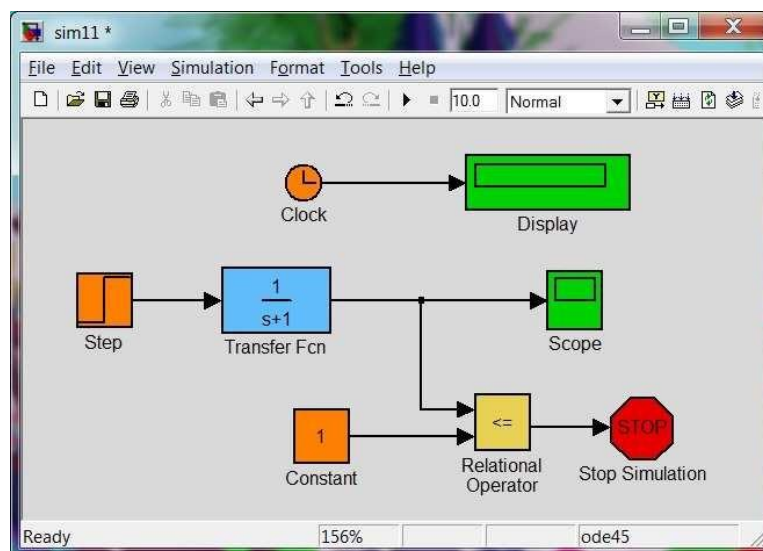 sim11 *
File Edit View Simulation Format Tools Help
10.0 Normal
Clock
Display
Step
1
s+1
Transfer Fcn
Scope
1
Constant
<=
Relational
Operator
STOP
Stop Simulation
Ready 156% ode45